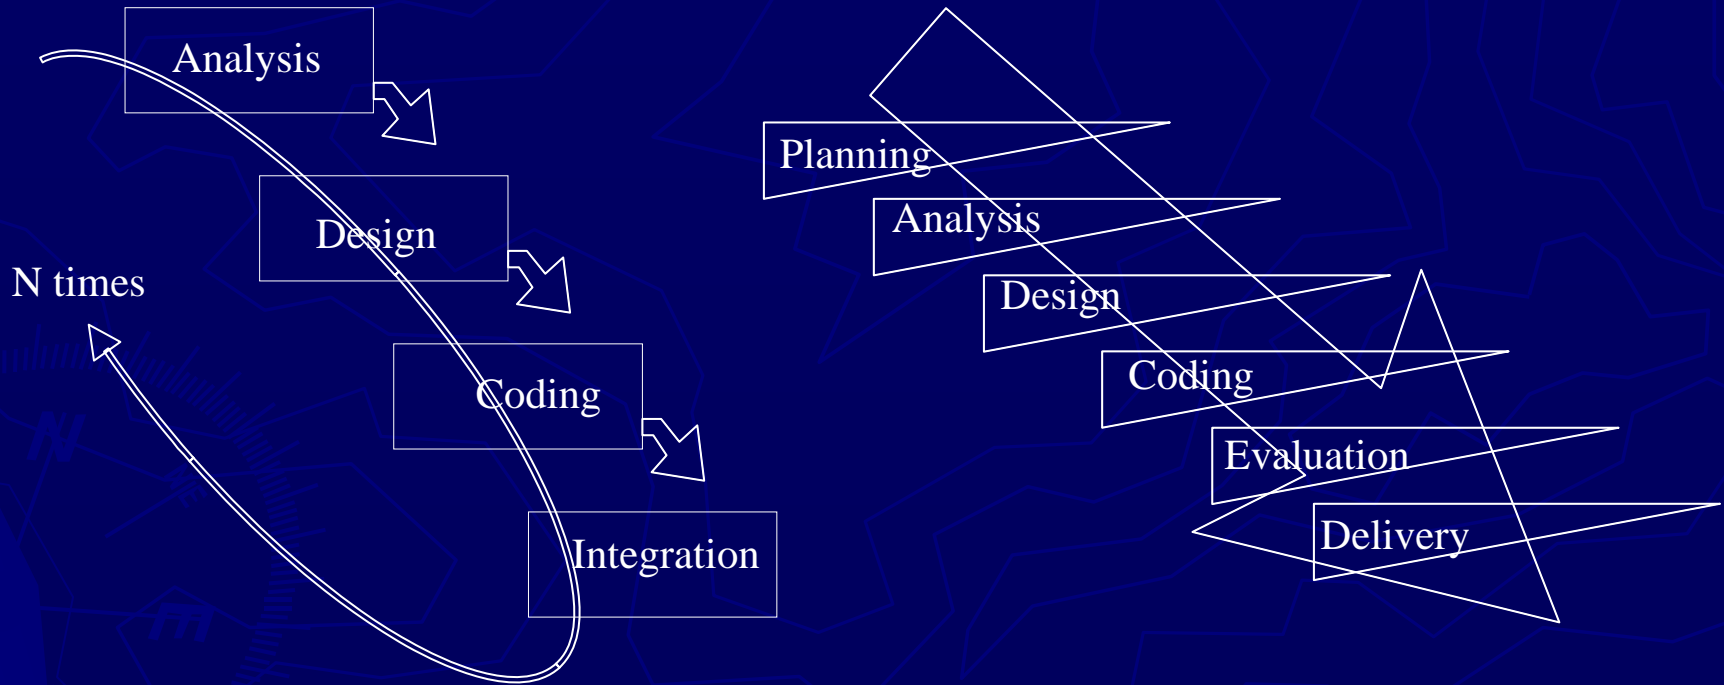 Analysis
Design
N times
Coding
Integration
Planning
Analysis
Design
Coding
Evaluation
Delivery
N
E